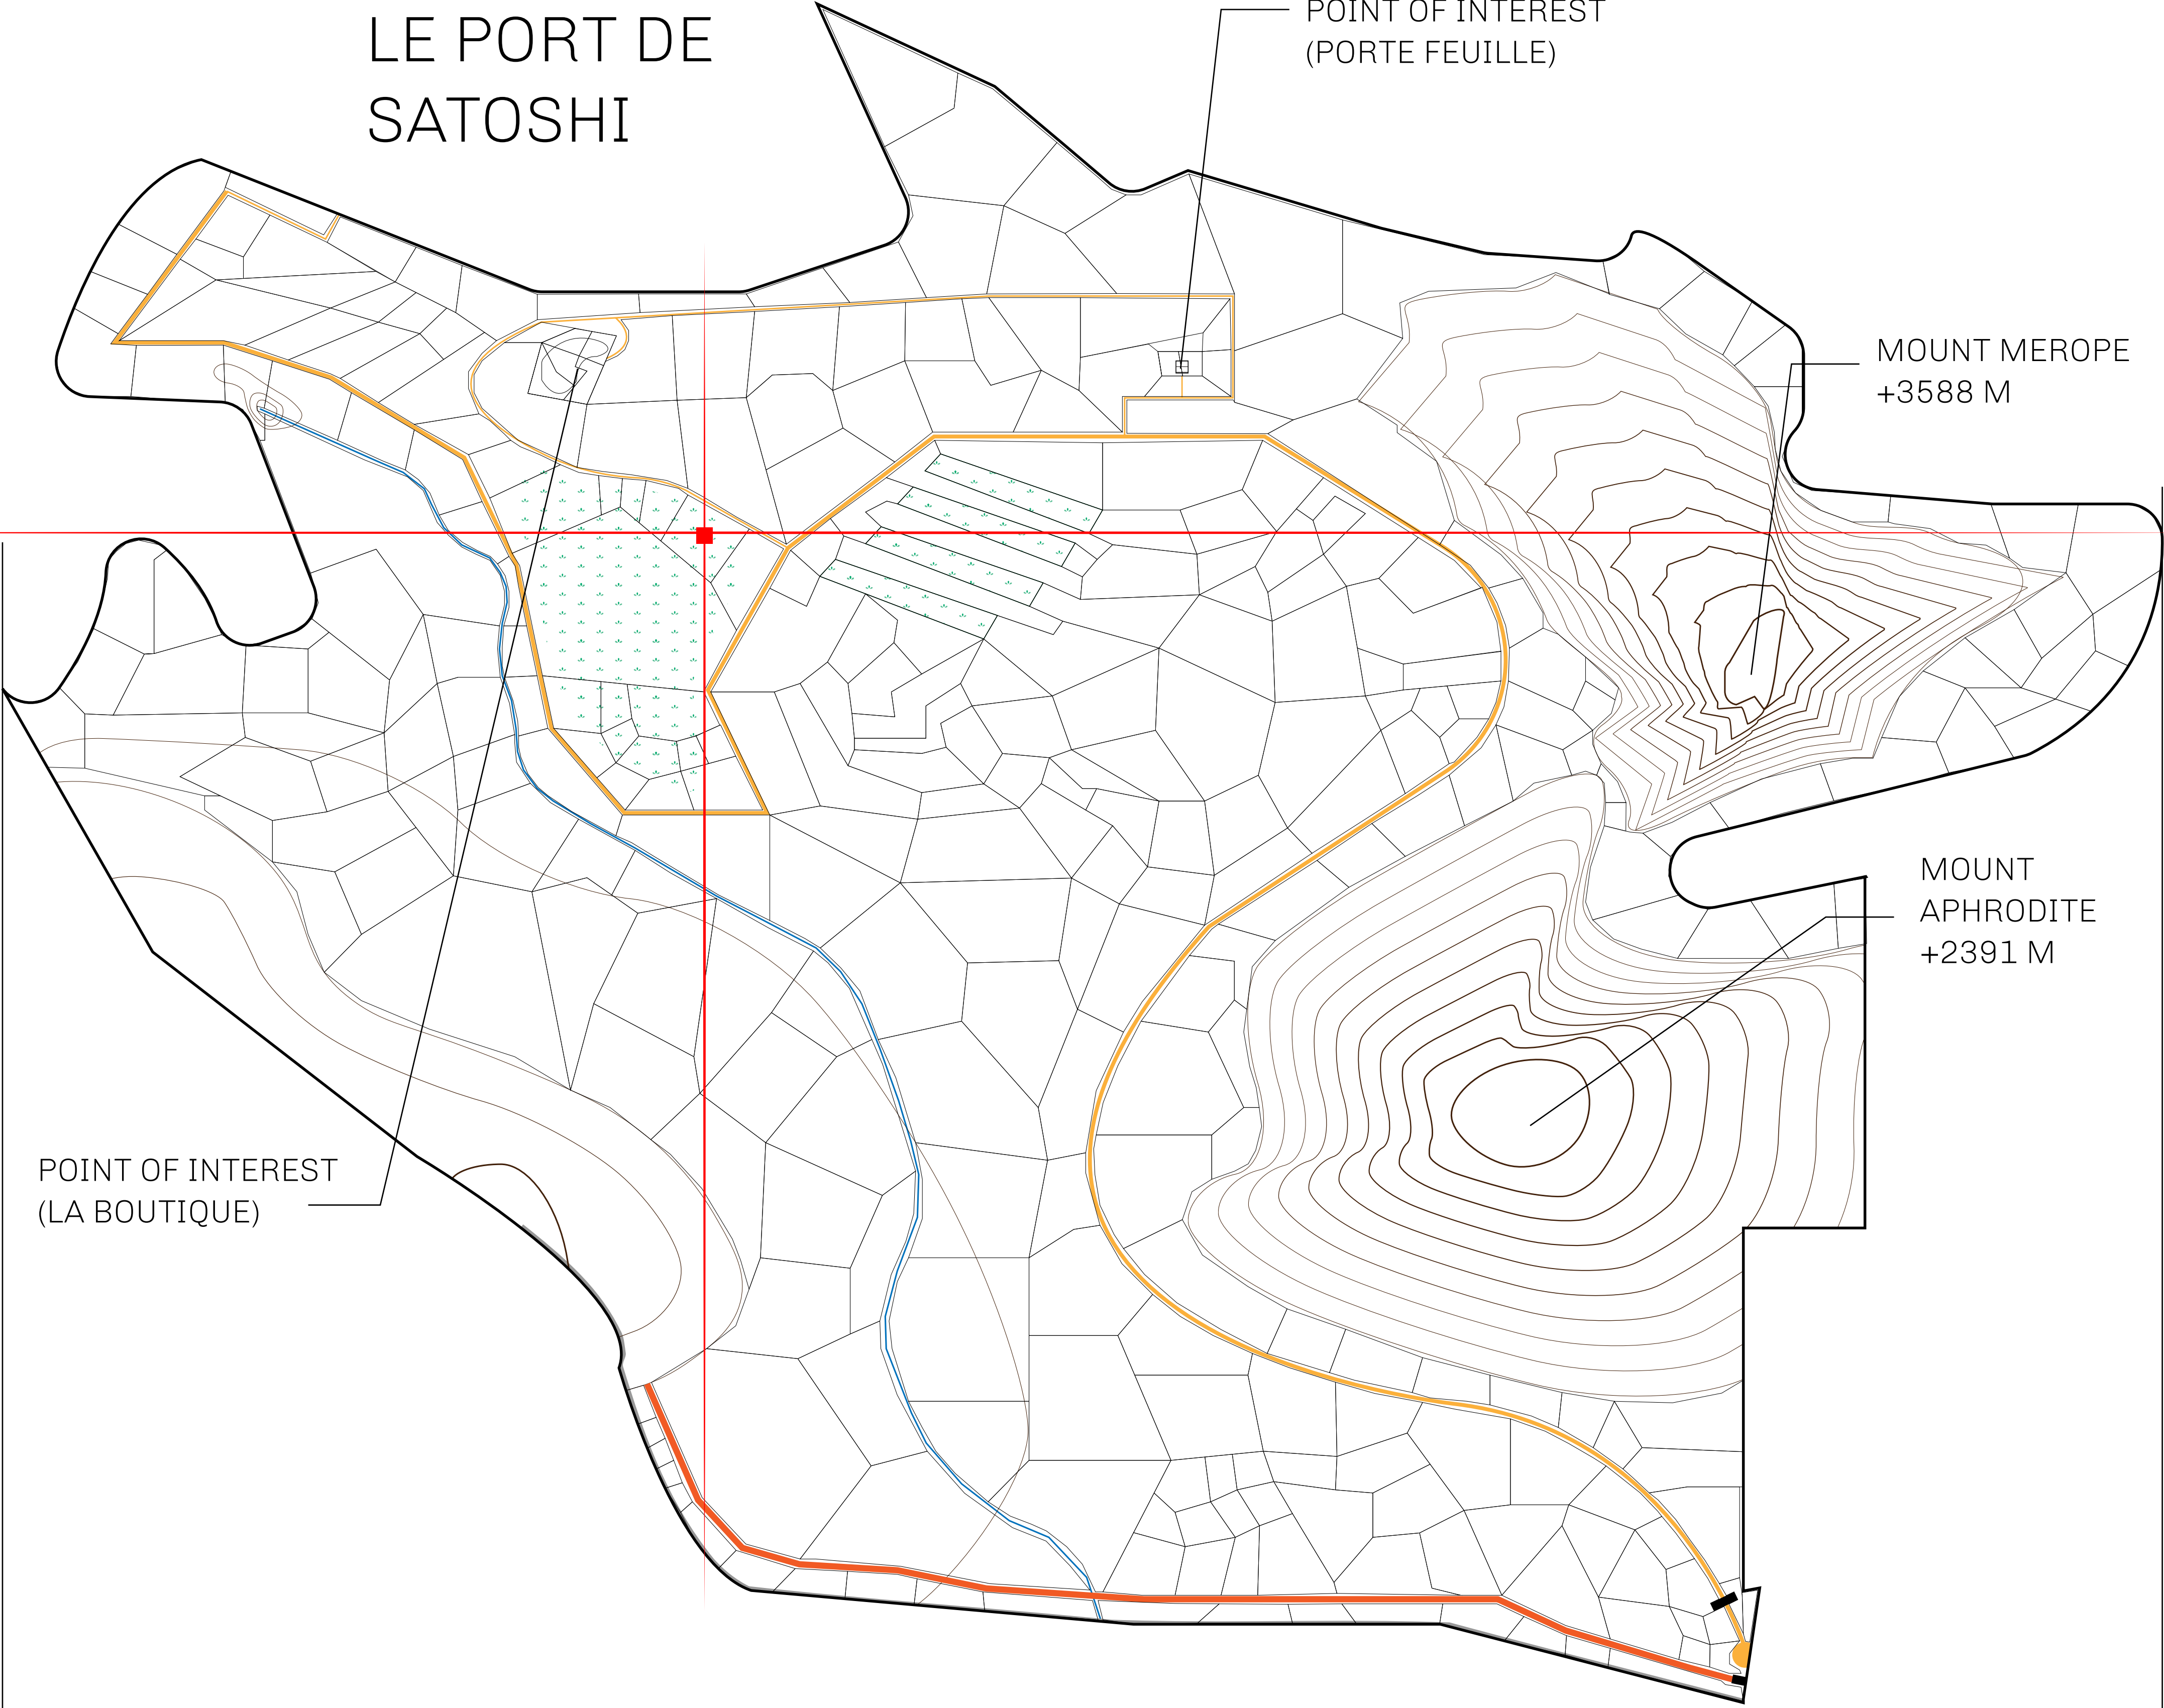 LE PORT DE
SATOSHI
POINT OF INTEREST
(PORTE FEUILLE)
MOUNT MEROPE
+3588 M
MOUNT
APHRODITE
+2391 M
POINT OF INTEREST
(LA BOUTIQUE)